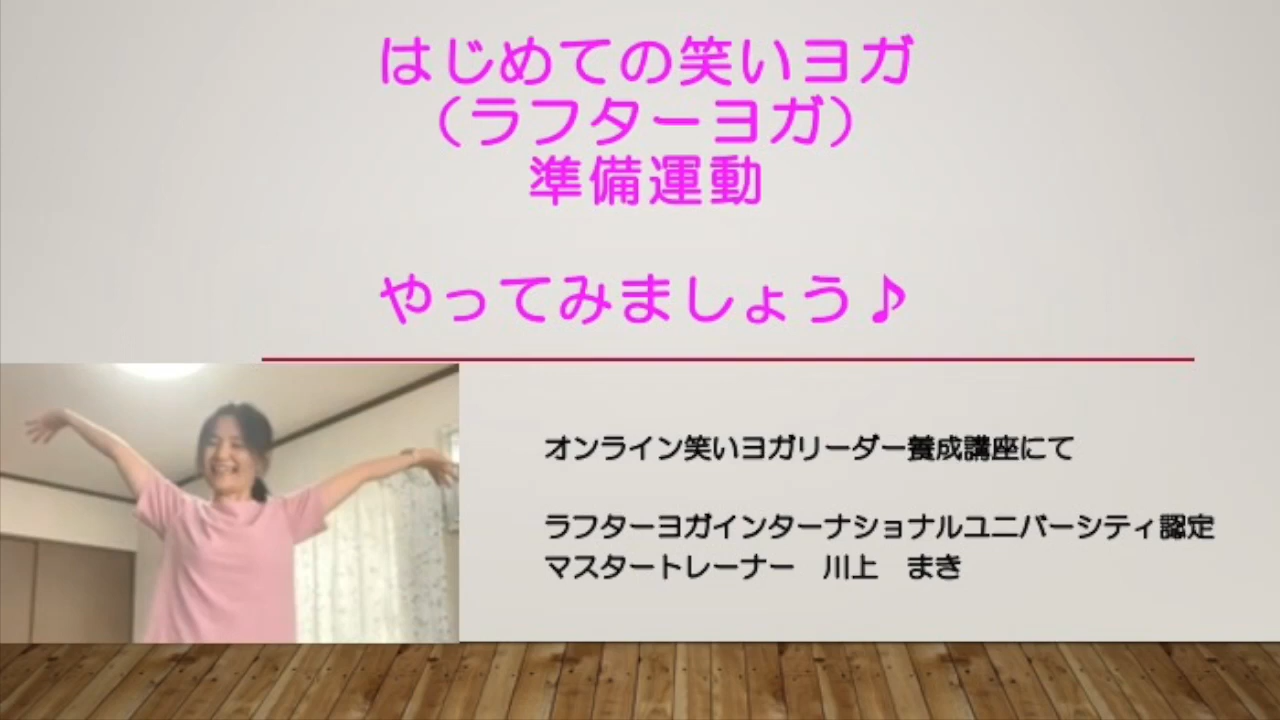 はじめての笑いヨガ
（ラフターヨガ）
準備運動
やってみましょう♪
オンライン笑いヨガリーダー養成講座にて
ラフターヨガインターナショナルユニバーシティ認定
マスタートレーナー　川上　まき